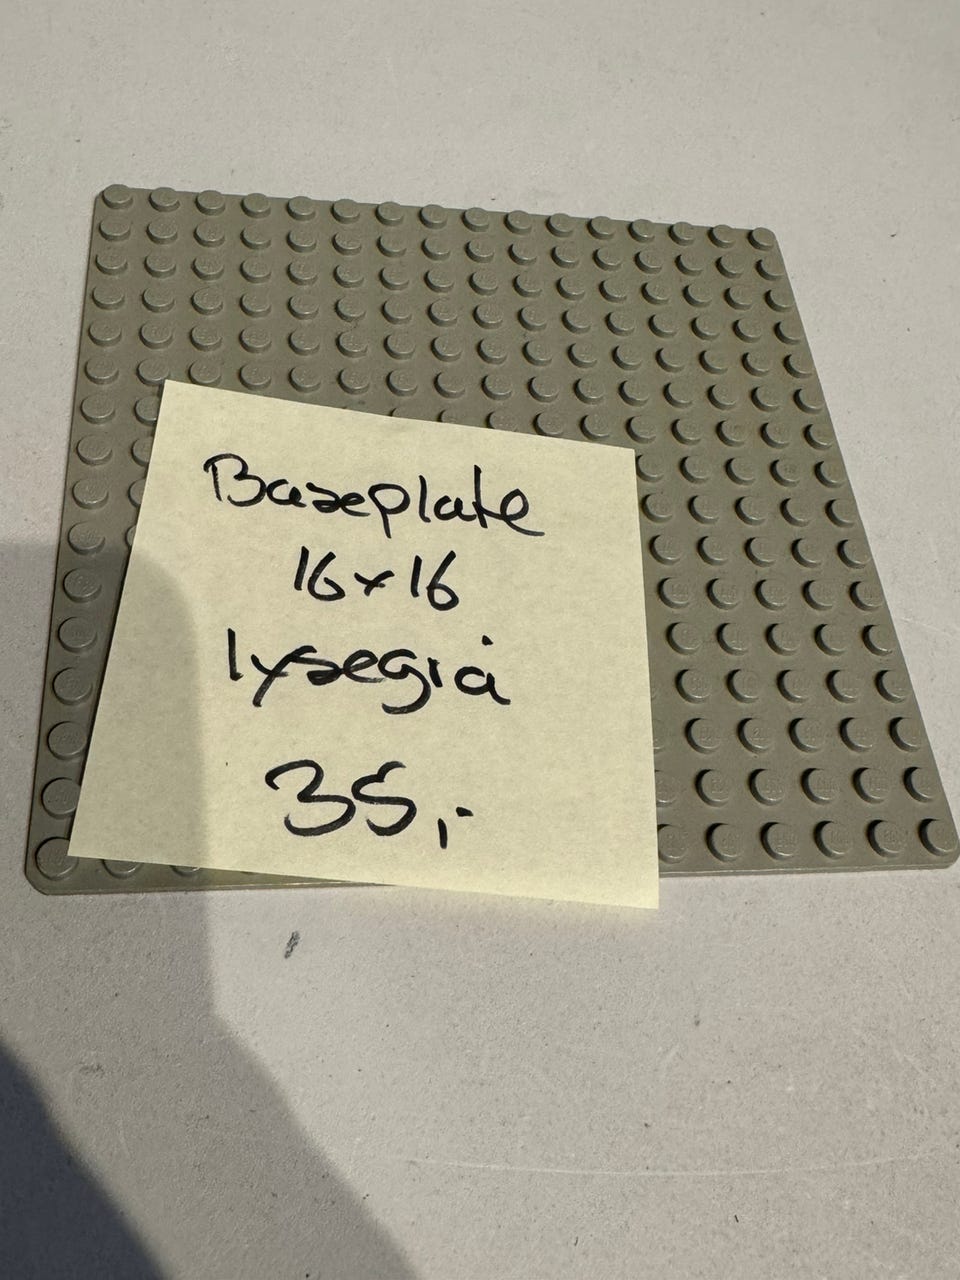 Baseplate
16x16
lysegrå
35,-